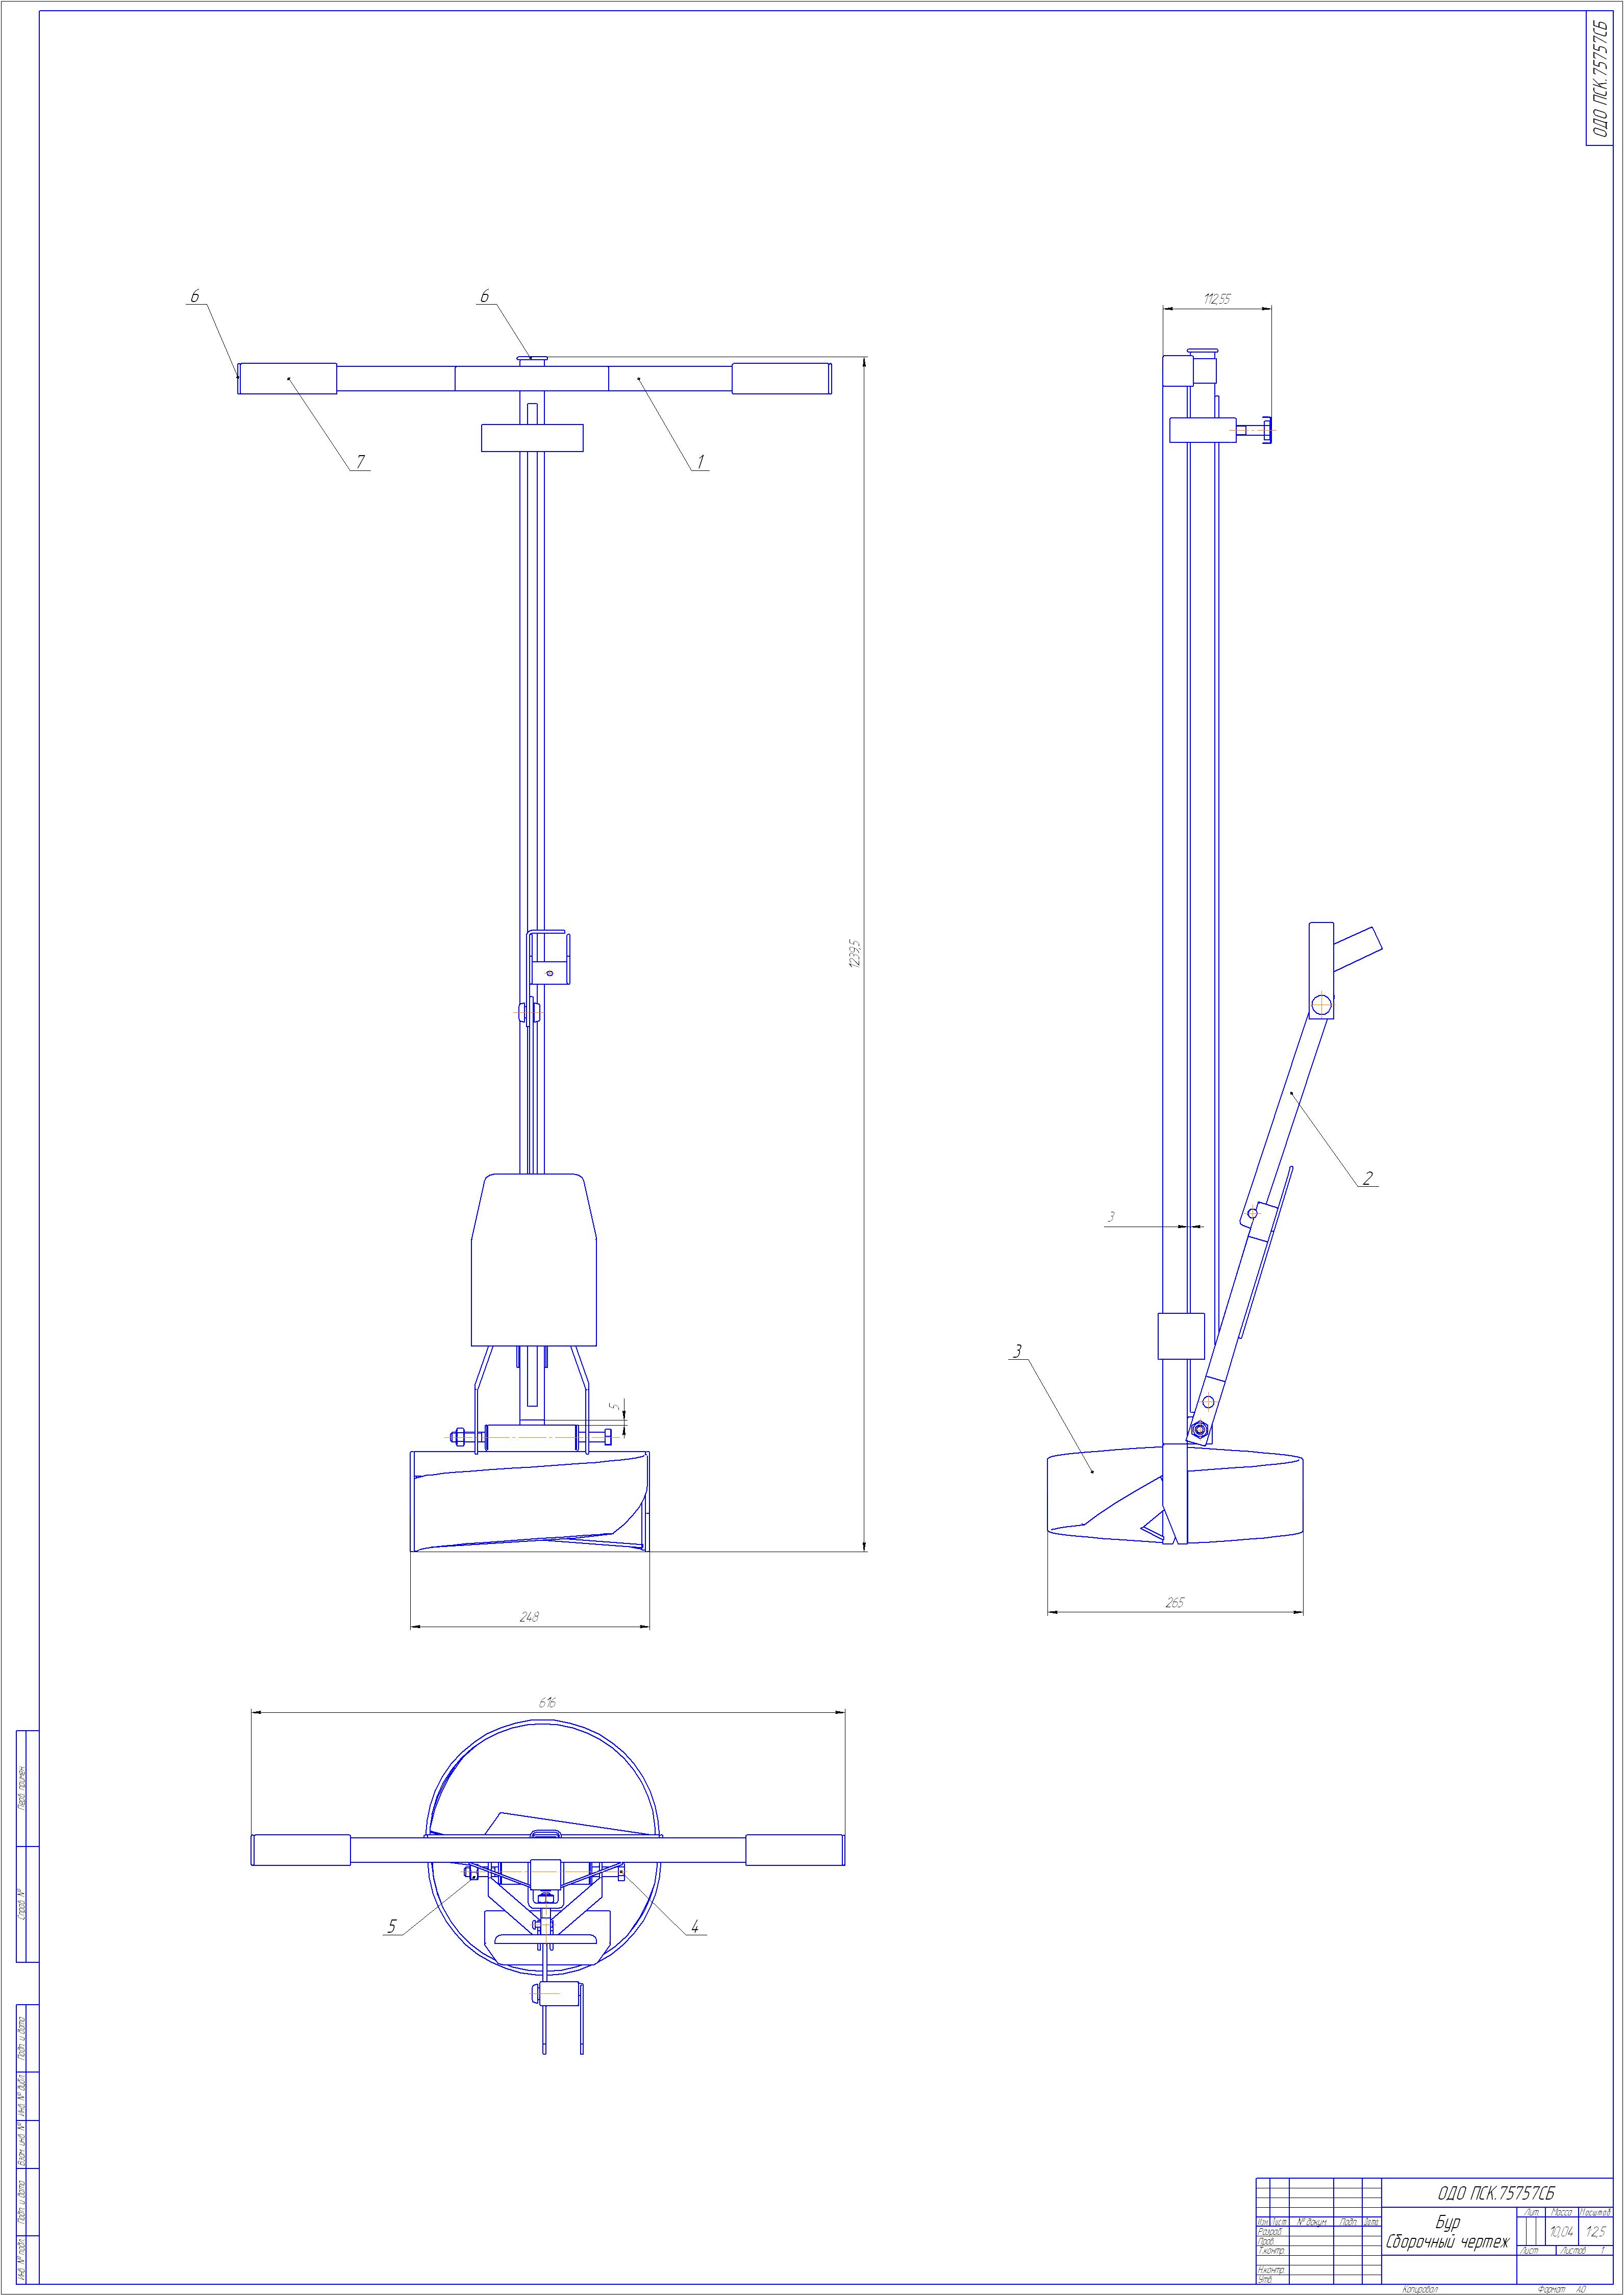 ОДО ПСК.75757СБ
6
6
112,55
7
1
1239,5
2
3
3
5
248
265
616
5
4
Перв. примен.
Справ. №
Подп. и дата
Инв. № дубл.
Взам. инв. №
Подп. и дата
Инв. № подл.
ОДО ПСК.75757СБ
Изм. Лист № докум. Подп. Дата
Разраб.
Пров.
Т.контр.
Н.контр.
Утв.
Бур
Сборочный чертеж
Лит. Масса Масштаб
10,04 1:2,5
Лист Листов 1
Копировал Формат А0